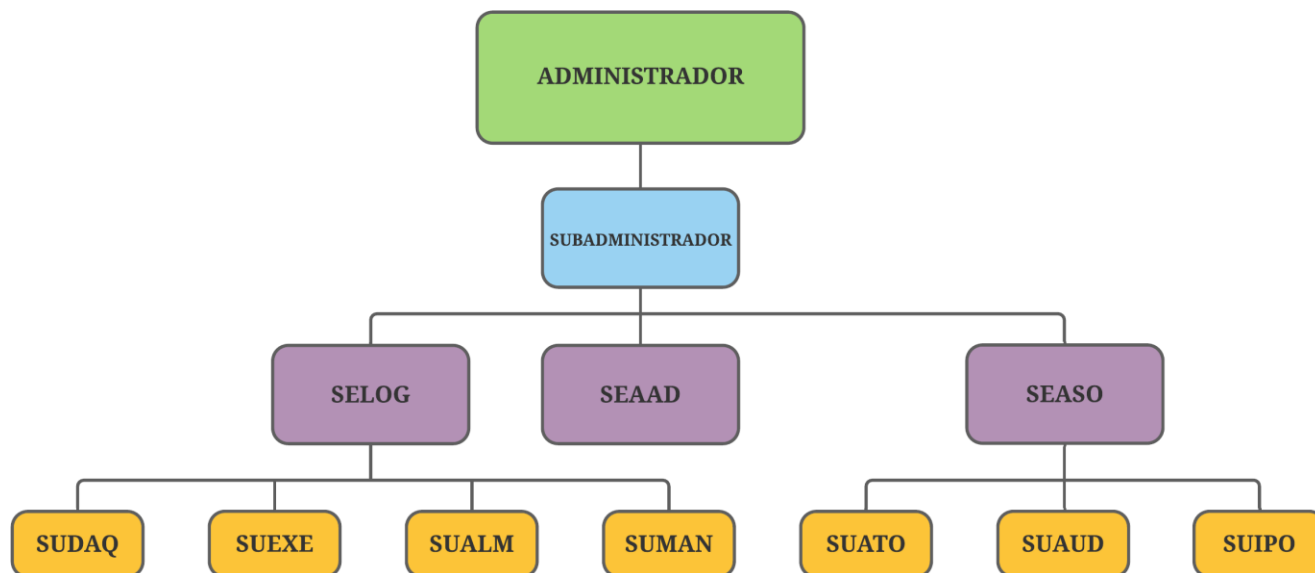 ADMINISTRADOR
SUBADMINISTRADOR
SELOG
SEAAD
SEASO
SUDAQ
SUEXE
SUALM
SUMAN
SUATO
SUAUD
SUIPO